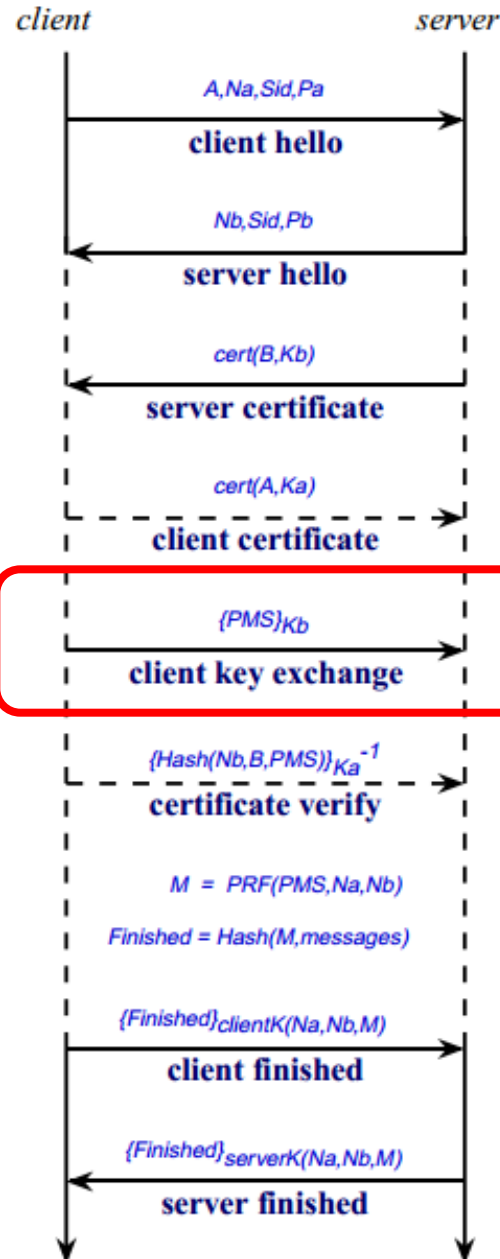 client server
A,Na,Sid,Pa
client hello
Nb,Sid,Pb
server hello
cert(B,Kb)
server certificate
cert(A,Ka)
client certificate
{PMS}Kb
client key exchange
{Hash(Nb,B,PMS)}Ka-1
certificate verify
M = PRF(PMS,Na,Nb)
Finished = Hash(M,messages)
{Finished}clientK(Na,Nb,M)
client finished
{Finished}serverK(Na,Nb,M)
server finished